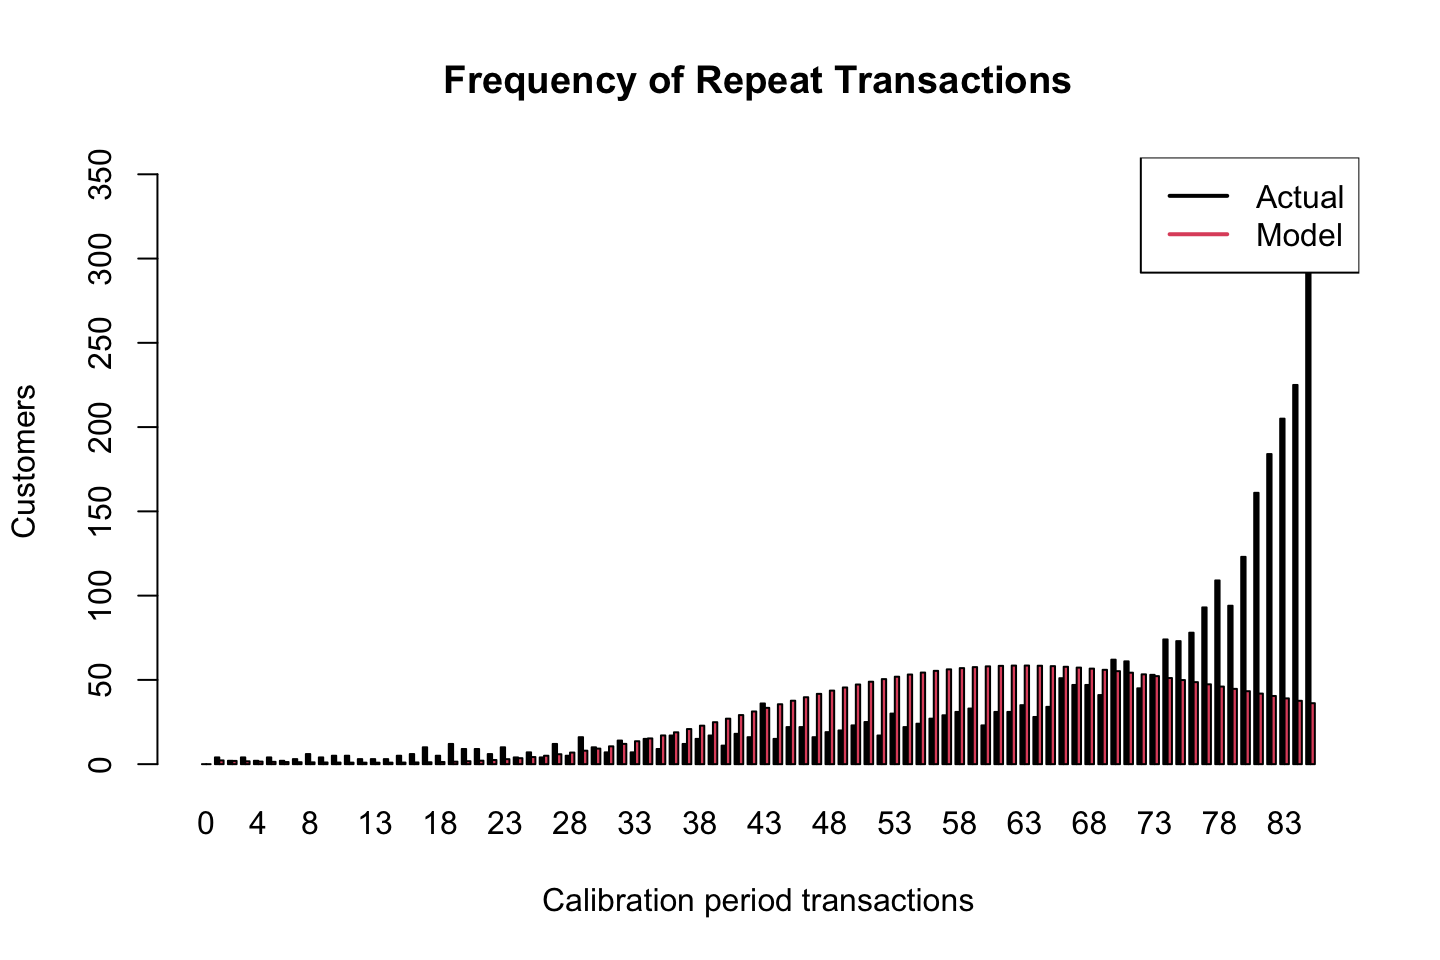 Frequency of Repeat Transactions
350
300
250
200
150
100
50
0
Customers
Actual
Model
0 4 8 13 18 23 28 33 38 43 48 53 58 63 68 73 78 83
Calibration period transactions